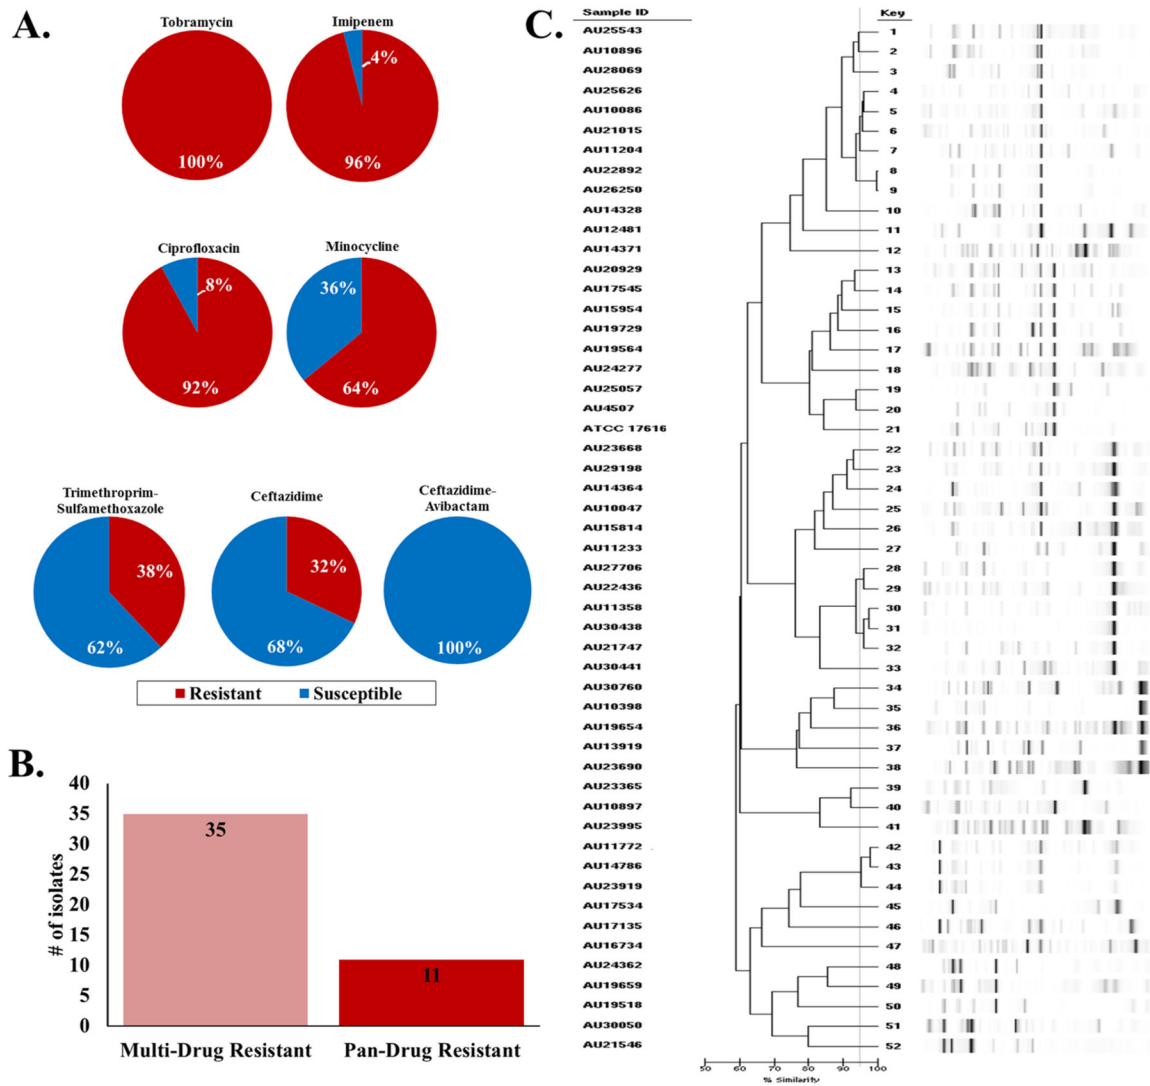 A.
Tobramycin
100%
Imipenem
4%
96%
Ciprofloxacin
8%
92%
Minocycline
36%
64%
Trimethroprim-
Sulfamethoxazole
38%
62%
Ceftazidime
32%
68%
Ceftazidime-
Avibactam
100%
Resistant Susceptible
B.
# of isolates
40
35
30
25
20
15
10
5
0
35
11
Multi-Drug Resistant Pan-Drug Resistant
C.
Sample ID Key
AU25543 1
AU10896 2
AU28069 3
AU25626 4
AU10086 5
AU21015 6
AU11204 7
AU22892 8
AU26250 9
AU14328 10
AU12481 11
AU14371 12
AU20929 13
AU17545 14
AU15954 15
AU19729 16
AU19564 17
AU24277 18
AU25057 19
AU4507 20
ATCC 17616 21
AU23668 22
AU29198 23
AU14364 24
AU10047 25
AU15814 26
AU11233 27
AU27706 28
AU22436 29
AU11358 30
AU30438 31
AU21747 32
AU30441 33
AU30760 34
AU10398 35
AU19654 36
AU13919 37
AU23690 38
AU23365 39
AU10897 40
AU23995 41
AU11772 42
AU14786 43
AU23919 44
AU17534 45
AU17135 46
AU16734 47
AU24362 48
AU19659 49
AU19518 50
AU30050 51
AU21546 52
50 60 70 80 90 100
% Similarity